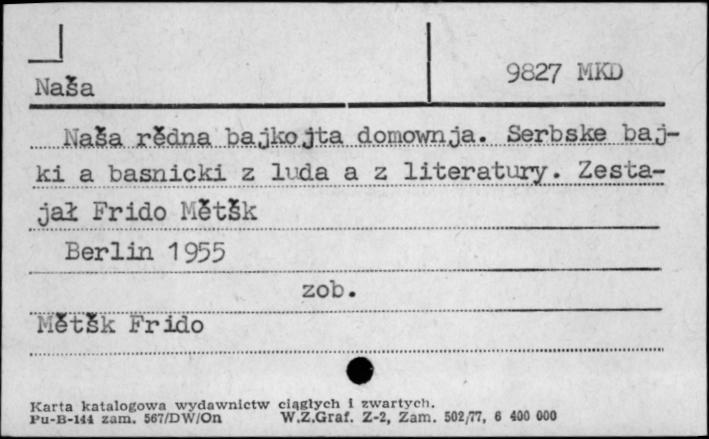 Naša
9827 MKD
Naša rědna bajkojta domownja. Serbske baj-
ki a basnicki z luda a z literatury. Zesta-
jał Frido Mětšk
Berlin 1955
zob.
Mětšk Frido
Karta katalogowa wydawnictw ciągłych i zwartych.
Pu-B-144 zam. 567/DW/On W.Z.Graf. Z-2, Zam. 502/77, 6 400 000